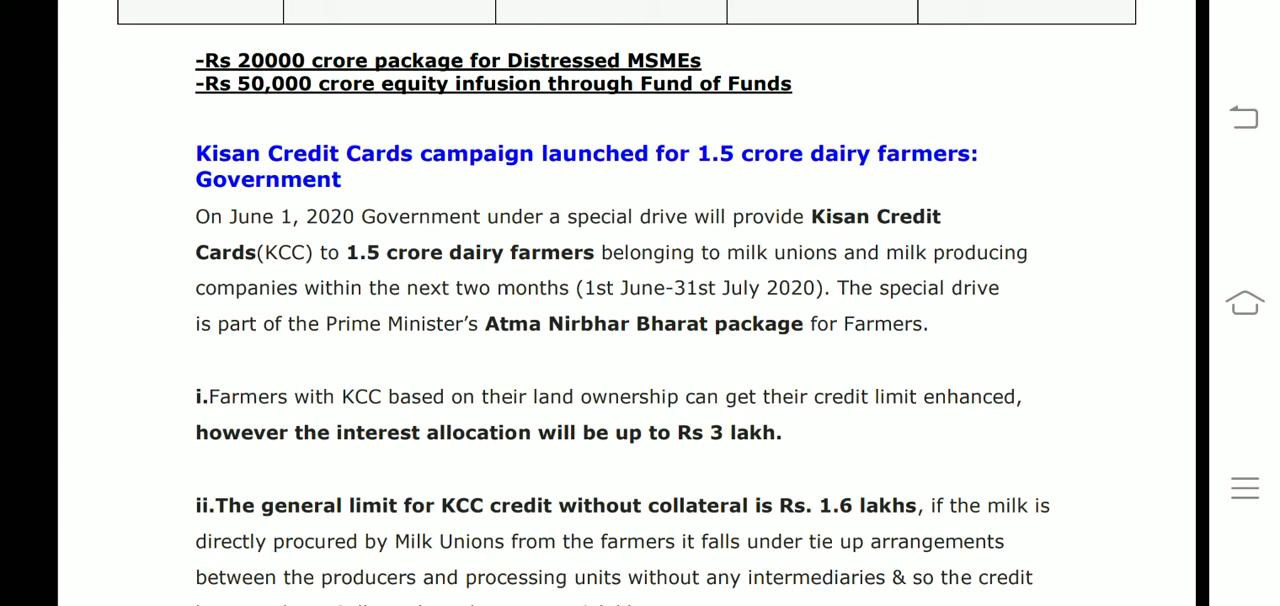 -Rs 20000 crore package for Distressed MSMEs
-Rs 50,000 crore equity infusion through Fund of Funds
Kisan Credit Cards campaign launched for 1.5 crore dairy farmers:
Government
On June 1, 2020 Government under a special drive will provide Kisan Credit
Cards(KCC) to 1.5 crore dairy farmers belonging to milk unions and milk producing
companies within the next two months (1st June-31st July 2020). The special drive
is part of the Prime Minister’s Atma Nirbhar Bharat package for Farmers.
i.Farmers with KCC based on their land ownership can get their credit limit enhanced,
however the interest allocation will be up to Rs 3 lakh.
ii.The general limit for KCC credit without collateral is Rs. 1.6 lakhs, if the milk is
directly procured by Milk Unions from the farmers it falls under tie up arrangements
between the producers and processing units without any intermediaries & so the credit